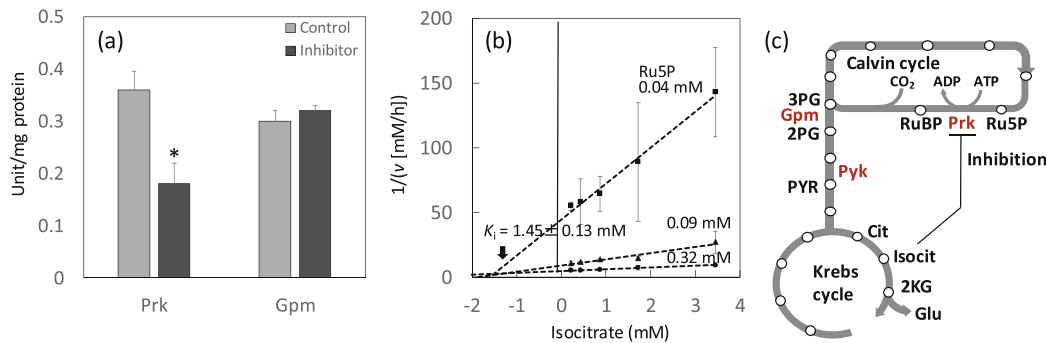 (a)
Control
Inhibitor
Unit/mg protein
0.5
0.4
0.3
0.3
0.1
0
*
Prk
Gpm
(b)
1/(v [mM/h])
200
150
100
50
0
Ru5P
0.04 mM
Ki = 1.45 ± 0.13 mM
0.09 mM
0.32 mM
-2
-1
0
1
2
3
4
Isocitrate (mM)
(c)
Calvin cycle
CO2
ADP
ATP
3PG
Gpm
2PG
RuBP
Prk
Ru5P
Inhibition
Pyk
PYR
Cit
Isocit
Krebs
cycle
2KG
Glu